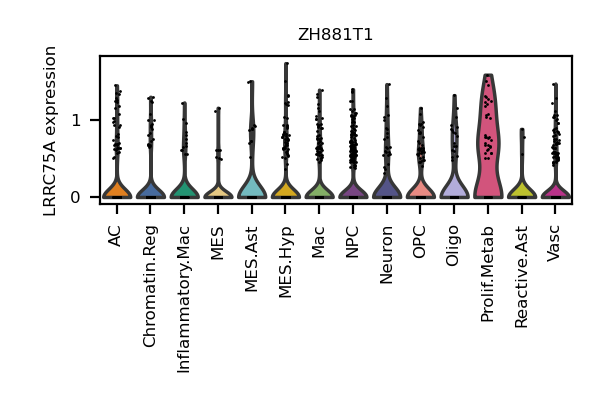 ZH881T1
LRRC75A expression
1
0
AC
Chromatin.Reg
Inflammatory.Mac
MES
MES.Ast
MES.Hyp
Mac
NPC
Neuron
OPC
Oligo
Prolif.Metab
Reactive.Ast
Vasc